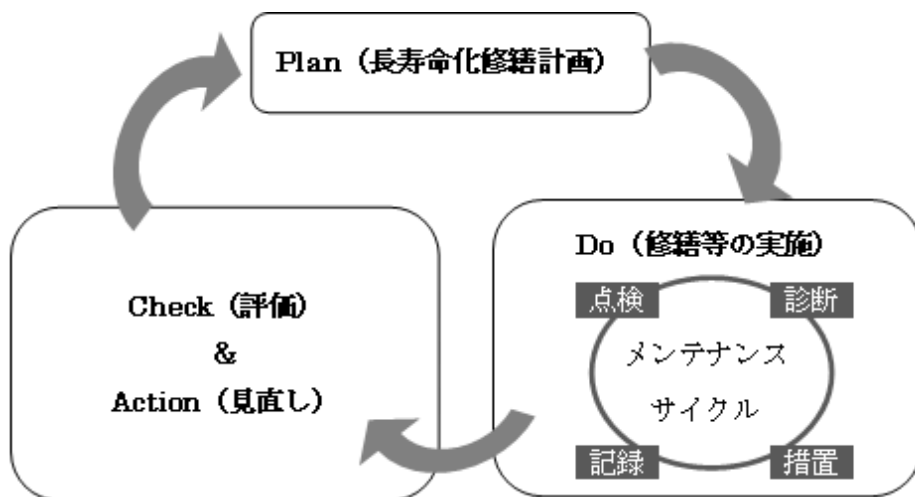 Plan（長寿命化修繕計画）
Do（修繕等の実施）
点検
診断
メンテナンス
サイクル
記録
措置
Check（評価）
&
Action（見直し）